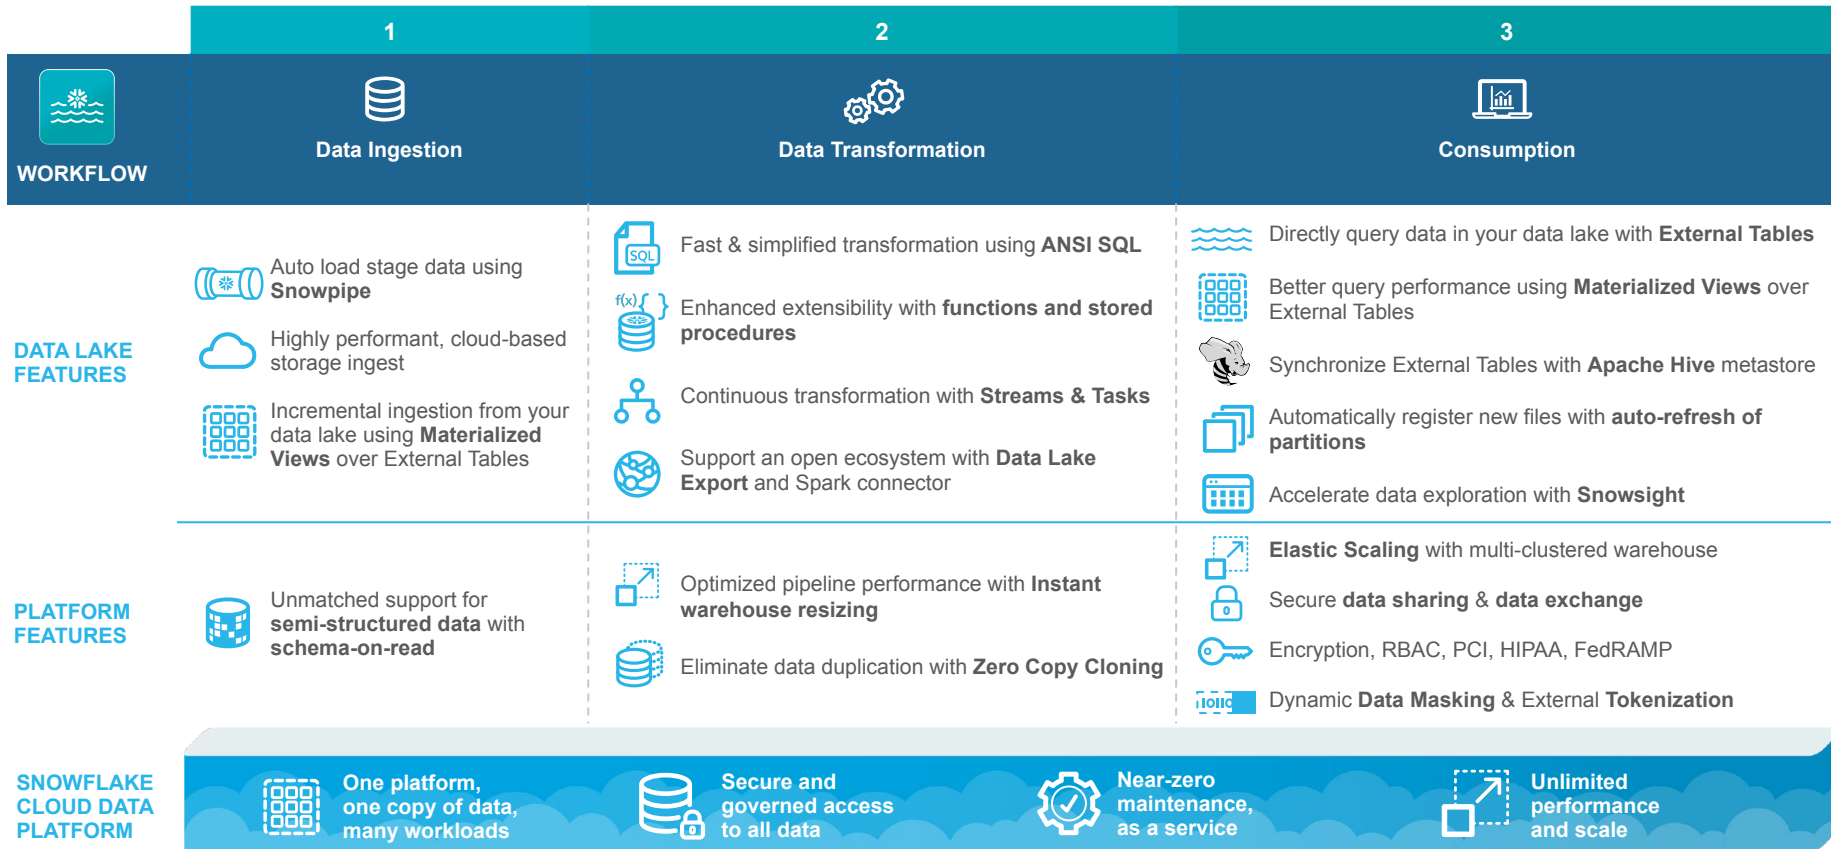 1
2
3
WORKFLOW
Data Ingestion
Data Transformation
Consumption
DATA LAKE
FEATURES
Auto load stage data using
Snowpipe
Highly performant, cloud-based
storage ingest
Incremental ingestion from your
data lake using Materialized
Views over External Tables
SQL
Fast & simplified transformation using ANSI SQL
f(x) { }
Enhanced extensibility with functions and stored
procedures
Continuous transformation with Streams & Tasks
Support an open ecosystem with Data Lake
Export and Spark connector
Directly query data in your data lake with External Tables
Better query performance using Materialized Views over
External Tables
Synchronize External Tables with Apache Hive metastore
Automatically register new files with auto-refresh of
partitions
Accelerate data exploration with Snowsight
PLATFORM
FEATURES
Unmatched support for
semi-structured data with
schema-on-read
Optimized pipeline performance with Instant
warehouse resizing
Eliminate data duplication with Zero Copy Cloning
Elastic Scaling with multi-clustered warehouse
Secure data sharing & data exchange
Encryption, RBAC, PCI, HIPAA, FedRAMP
Dynamic Data Masking & External Tokenization
SNOWFLAKE
CLOUD DATA
PLATFORM
One platform,
one copy of data,
many workloads
Secure and
governed access
to all data
Near-zero
maintenance,
as a service
Unlimited
performance
and scale